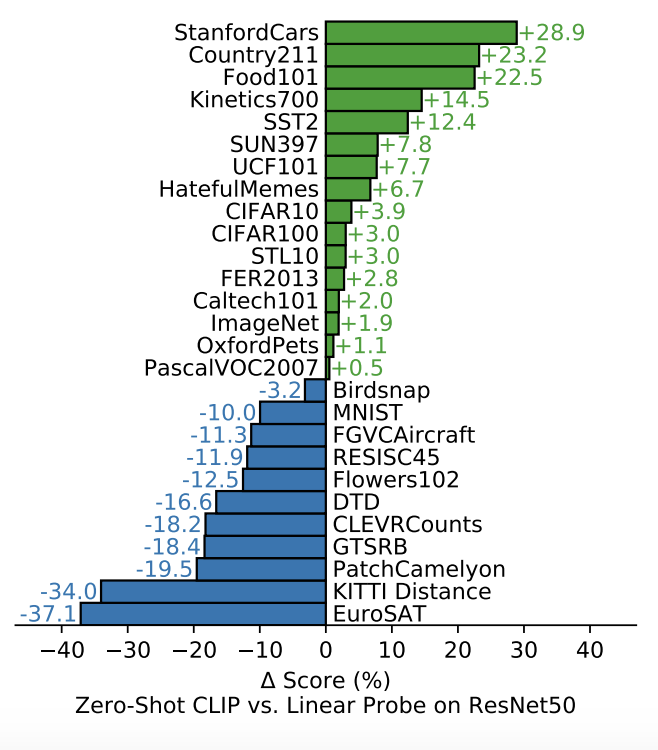 StanfordCars +28.9
Country211 +23.2
Food101 +22.5
Kinetics700 +14.5
SST2 +12.4
SUN397 +7.8
UCF101 +7.7
HatefulMemes +6.7
CIFAR10 +3.9
CIFAR100 +3.0
STL10 +3.0
FER2013 +2.8
Caltech101 +2.0
ImageNet +1.9
OxfordPets +1.1
PascalVOC2007 +0.5
-3.2 Birdsnap
-10.0 MNIST
-11.3 FGVCAircraft
-11.9 RESISC45
-12.5 Flowers102
-16.6 DTD
-18.2 CLEVRCounts
-18.4 GTSRB
-19.5 PatchCamelyon
-34.0 KITTI Distance
-37.1 EuroSAT
−40 −30 −20 −10 0 10 20 30 40
Δ Score (%)
Zero-Shot CLIP vs. Linear Probe on ResNet50